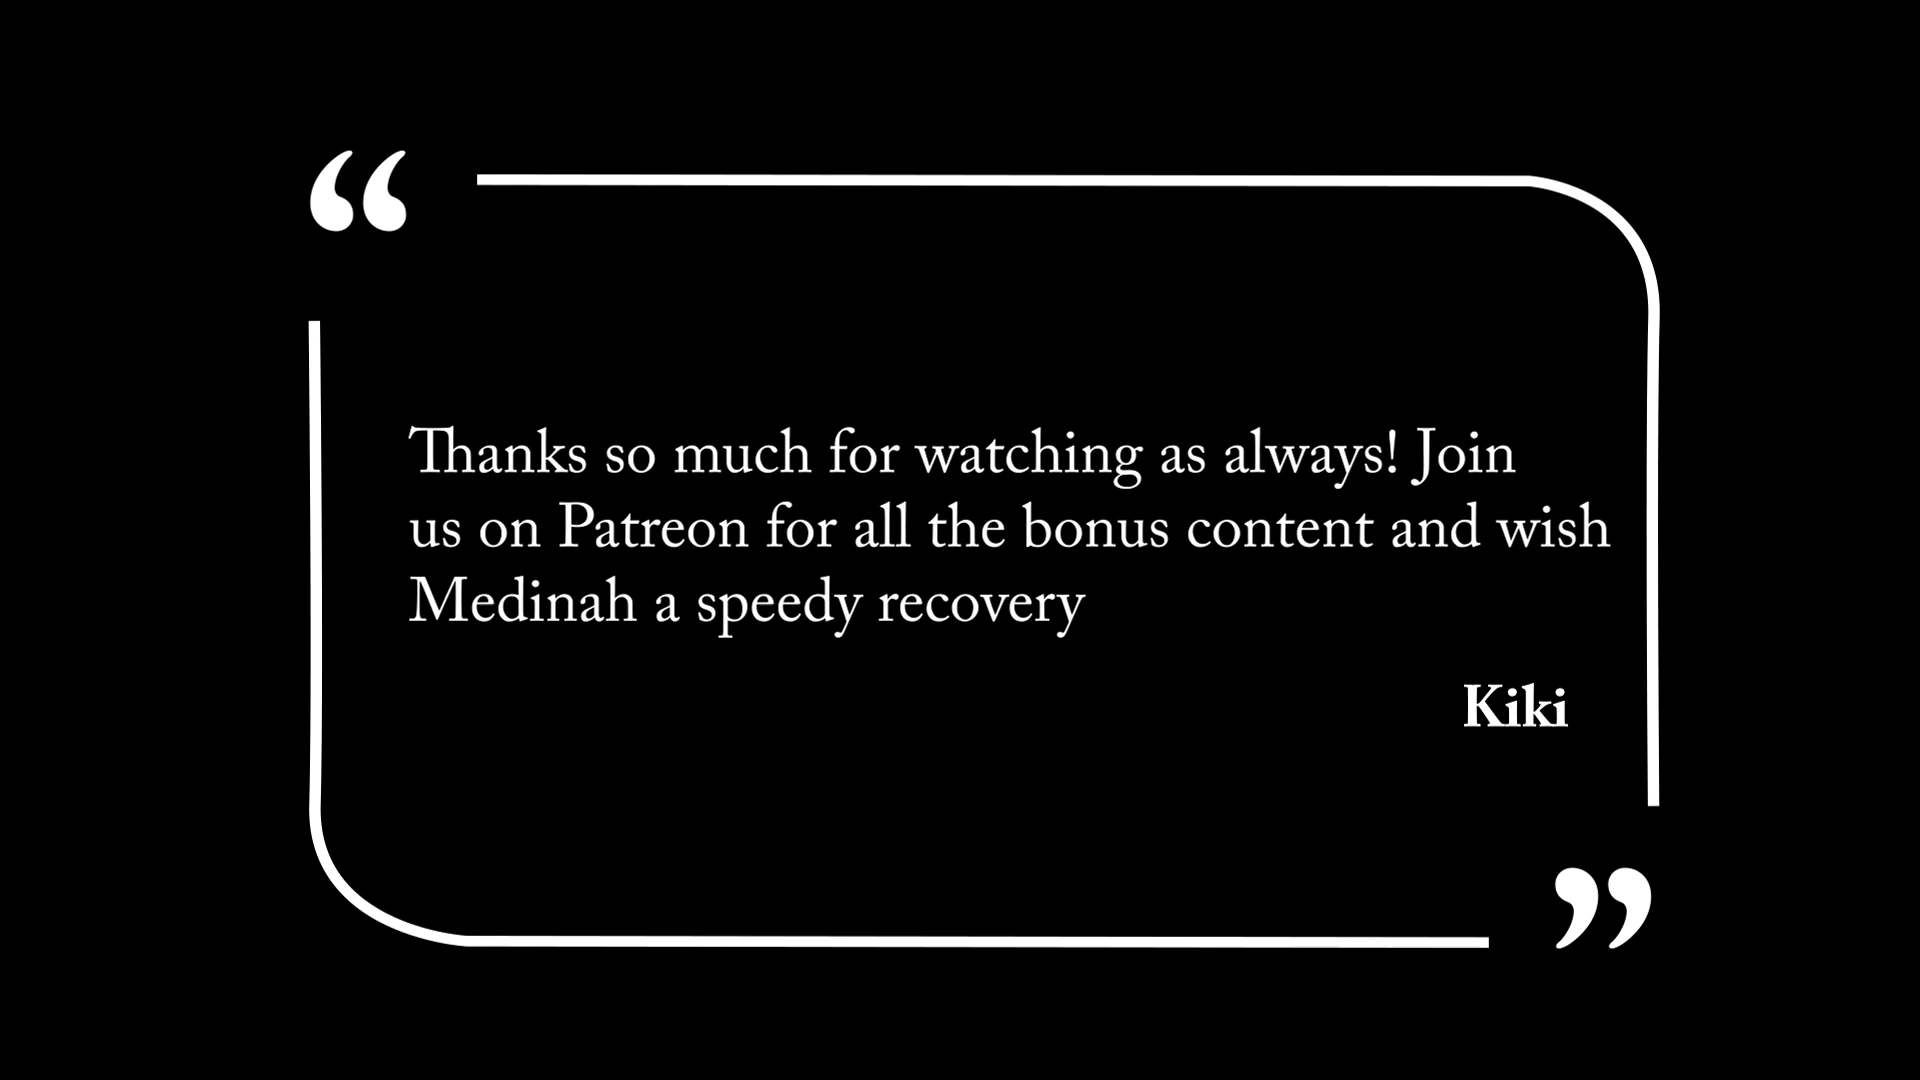 “
Thanks so much for watching as always! Join
us on Patreon for all the bonus content and wish
Medinah a speedy recovery
Kiki
”